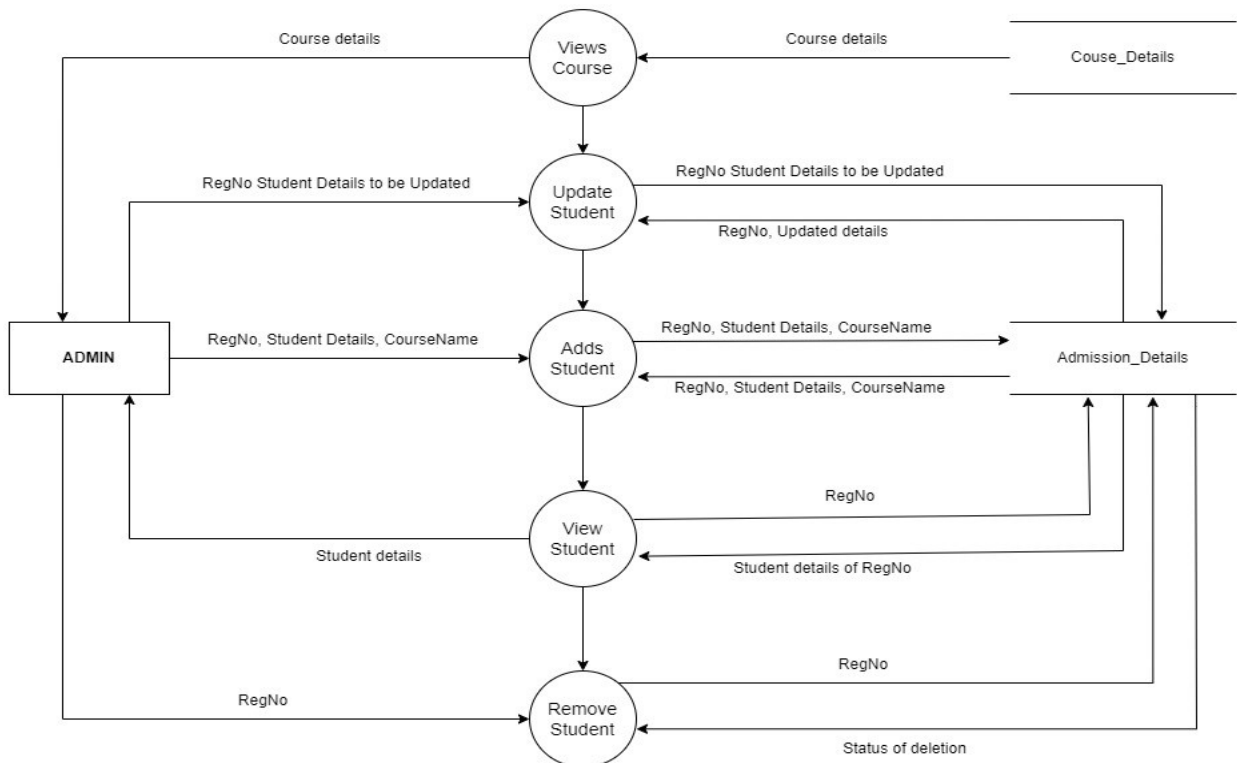 Course details
Views
Course
Course details
Couse_Details
RegNo Student Details to be Updated
Update
Student
RegNo Student Details to be Updated
RegNo, Updated details
ADMIN
RegNo, Student Details, CourseName
Adds
Student
RegNo, Student Details, CourseName
RegNo, Student Details, CourseName
Admission_Details
Student details
View
Student
RegNo
Student details of RegNo
RegNo
Remove
Student
RegNo
Status of deletion